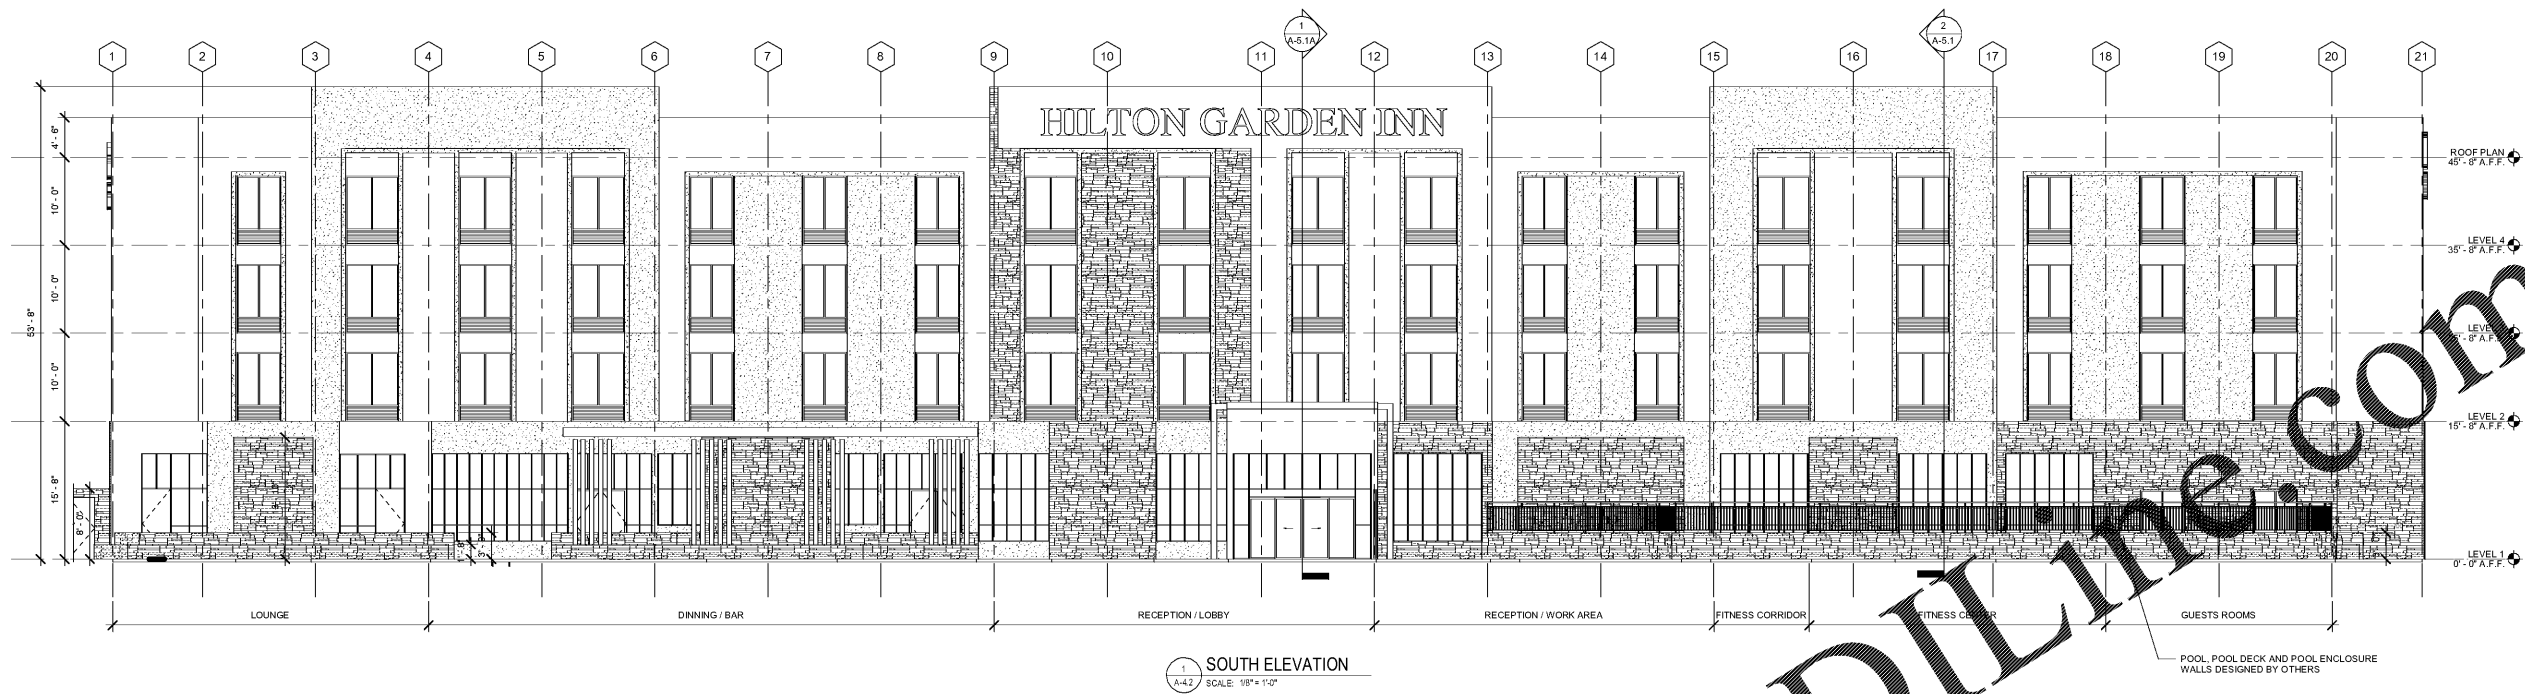 1
A-5.1A
2
A-5.1
1 2 3 4 5 6 7 8 9 10 11 12 13 14 15 16 17 18 19 20 21
HILTON GARDEN INN
4' - 6"
10' - 0"
10' - 0"
10' - 0"
15' - 8"
53' - 8"
8' - 0"
ROOF PLAN
45' - 8" A.F.F.
LEVEL 4
35' - 8" A.F.F.
LEVEL 2
15' - 8" A.F.F.
LEVEL 1
0' - 0" A.F.F.
LOUNGE
DINNING / BAR
RECEPTION / LOBBY
RECEPTION / WORK AREA
FITNESS CORRIDOR
FITNESS CENTER
GUESTS ROOMS
1
A-4.2
SOUTH ELEVATION
SCALE: 1/8" = 1'-0"
POOL, POOL DECK AND POOL ENCLOSURE
WALLS DESIGNED BY OTHERS